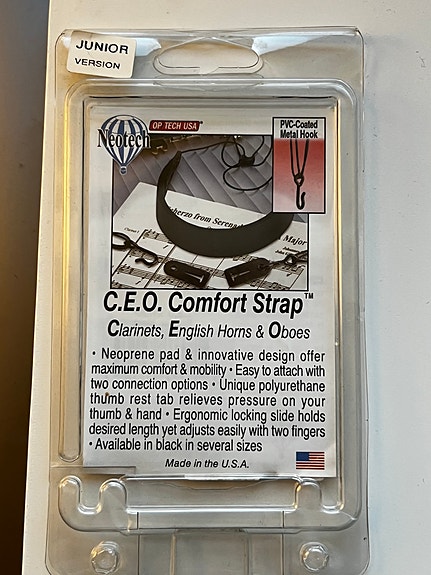 JUNIOR
VERSION
OP TECH USA™
Neotech
PVC-Coated
Metal Hook
Scherzo from Serenad
Major
Clarinet I
C.E.O. Comfort Strap™
Clarinets, English Horns & Oboes
• Neoprene pad & innovative design offer
maximum comfort & mobility • Easy to attach with
two connection options • Unique polyurethane
thumb rest tab relieves pressure on your
thumb & hand • Ergonomic locking slide holds
desired length yet adjusts easily with two fingers
• Available in black in several sizes
Made in the U.S.A.